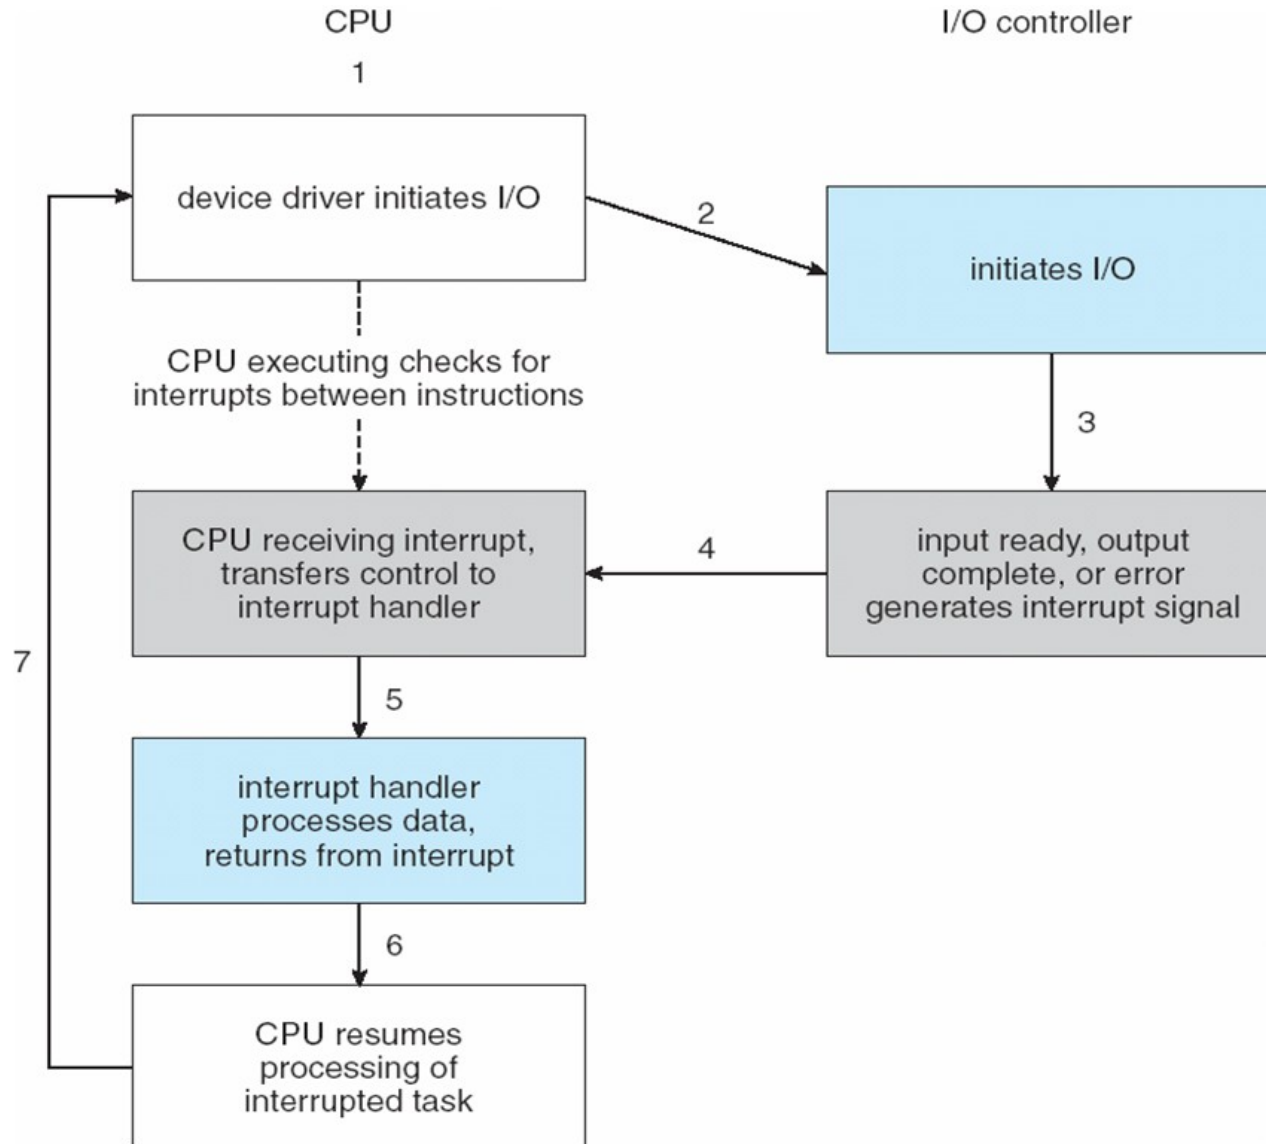 CPU
I/O controller
1
device driver initiates I/O
2
initiates I/O
CPU executing checks for
interrupts between instructions
3
CPU receiving interrupt,
transfers control to
interrupt handler
4
input ready, output
complete, or error
generates interrupt signal
7
5
interrupt handler
processes data,
returns from interrupt
6
CPU resumes
processing of
interrupted task